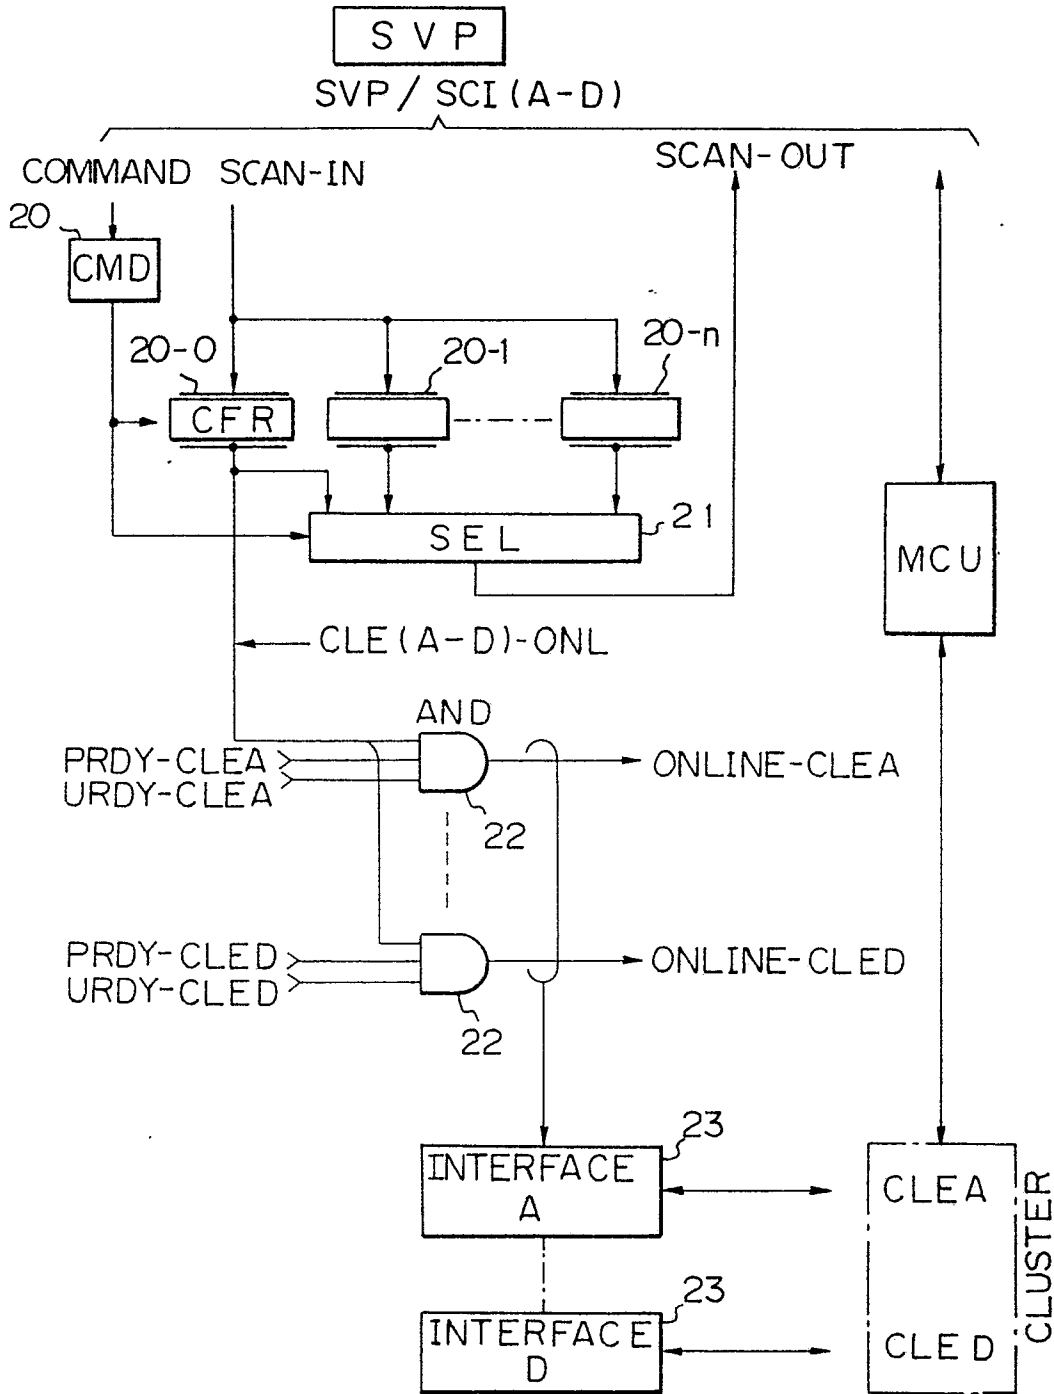 SVP
SVP/SCI(A-D)
COMMAND SCAN-IN
SCAN-OUT
20
CMD
20-0
20-1
20-n
CFR
SEL
21
MCU
CLE(A-D)-ONL
AND
PRDY-CLEA
URDY-CLEA
ONLINE-CLEA
22
PRDY-CLED
URDY-CLED
ONLINE-CLED
22
23
INTERFACE
A
CLEA
CLUSTER
23
INTERFACE
D
CLED